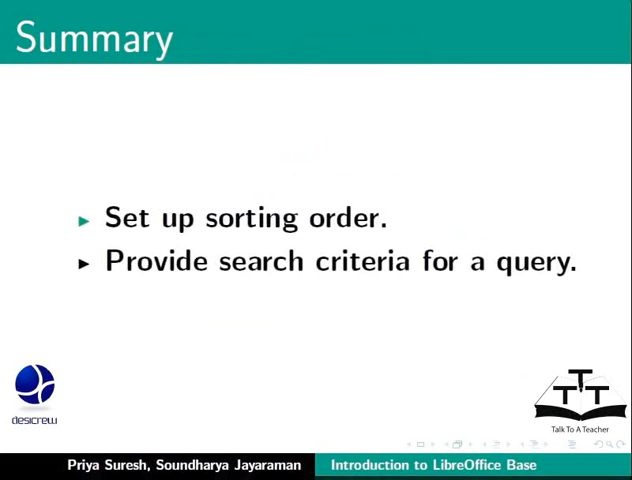 Summary
Set up sorting order.
Provide search criteria for a query.
desicrew
TTT
Talk To A Teacher
Priya Suresh, Soundharya Jayaraman
Introduction to LibreOffice Base